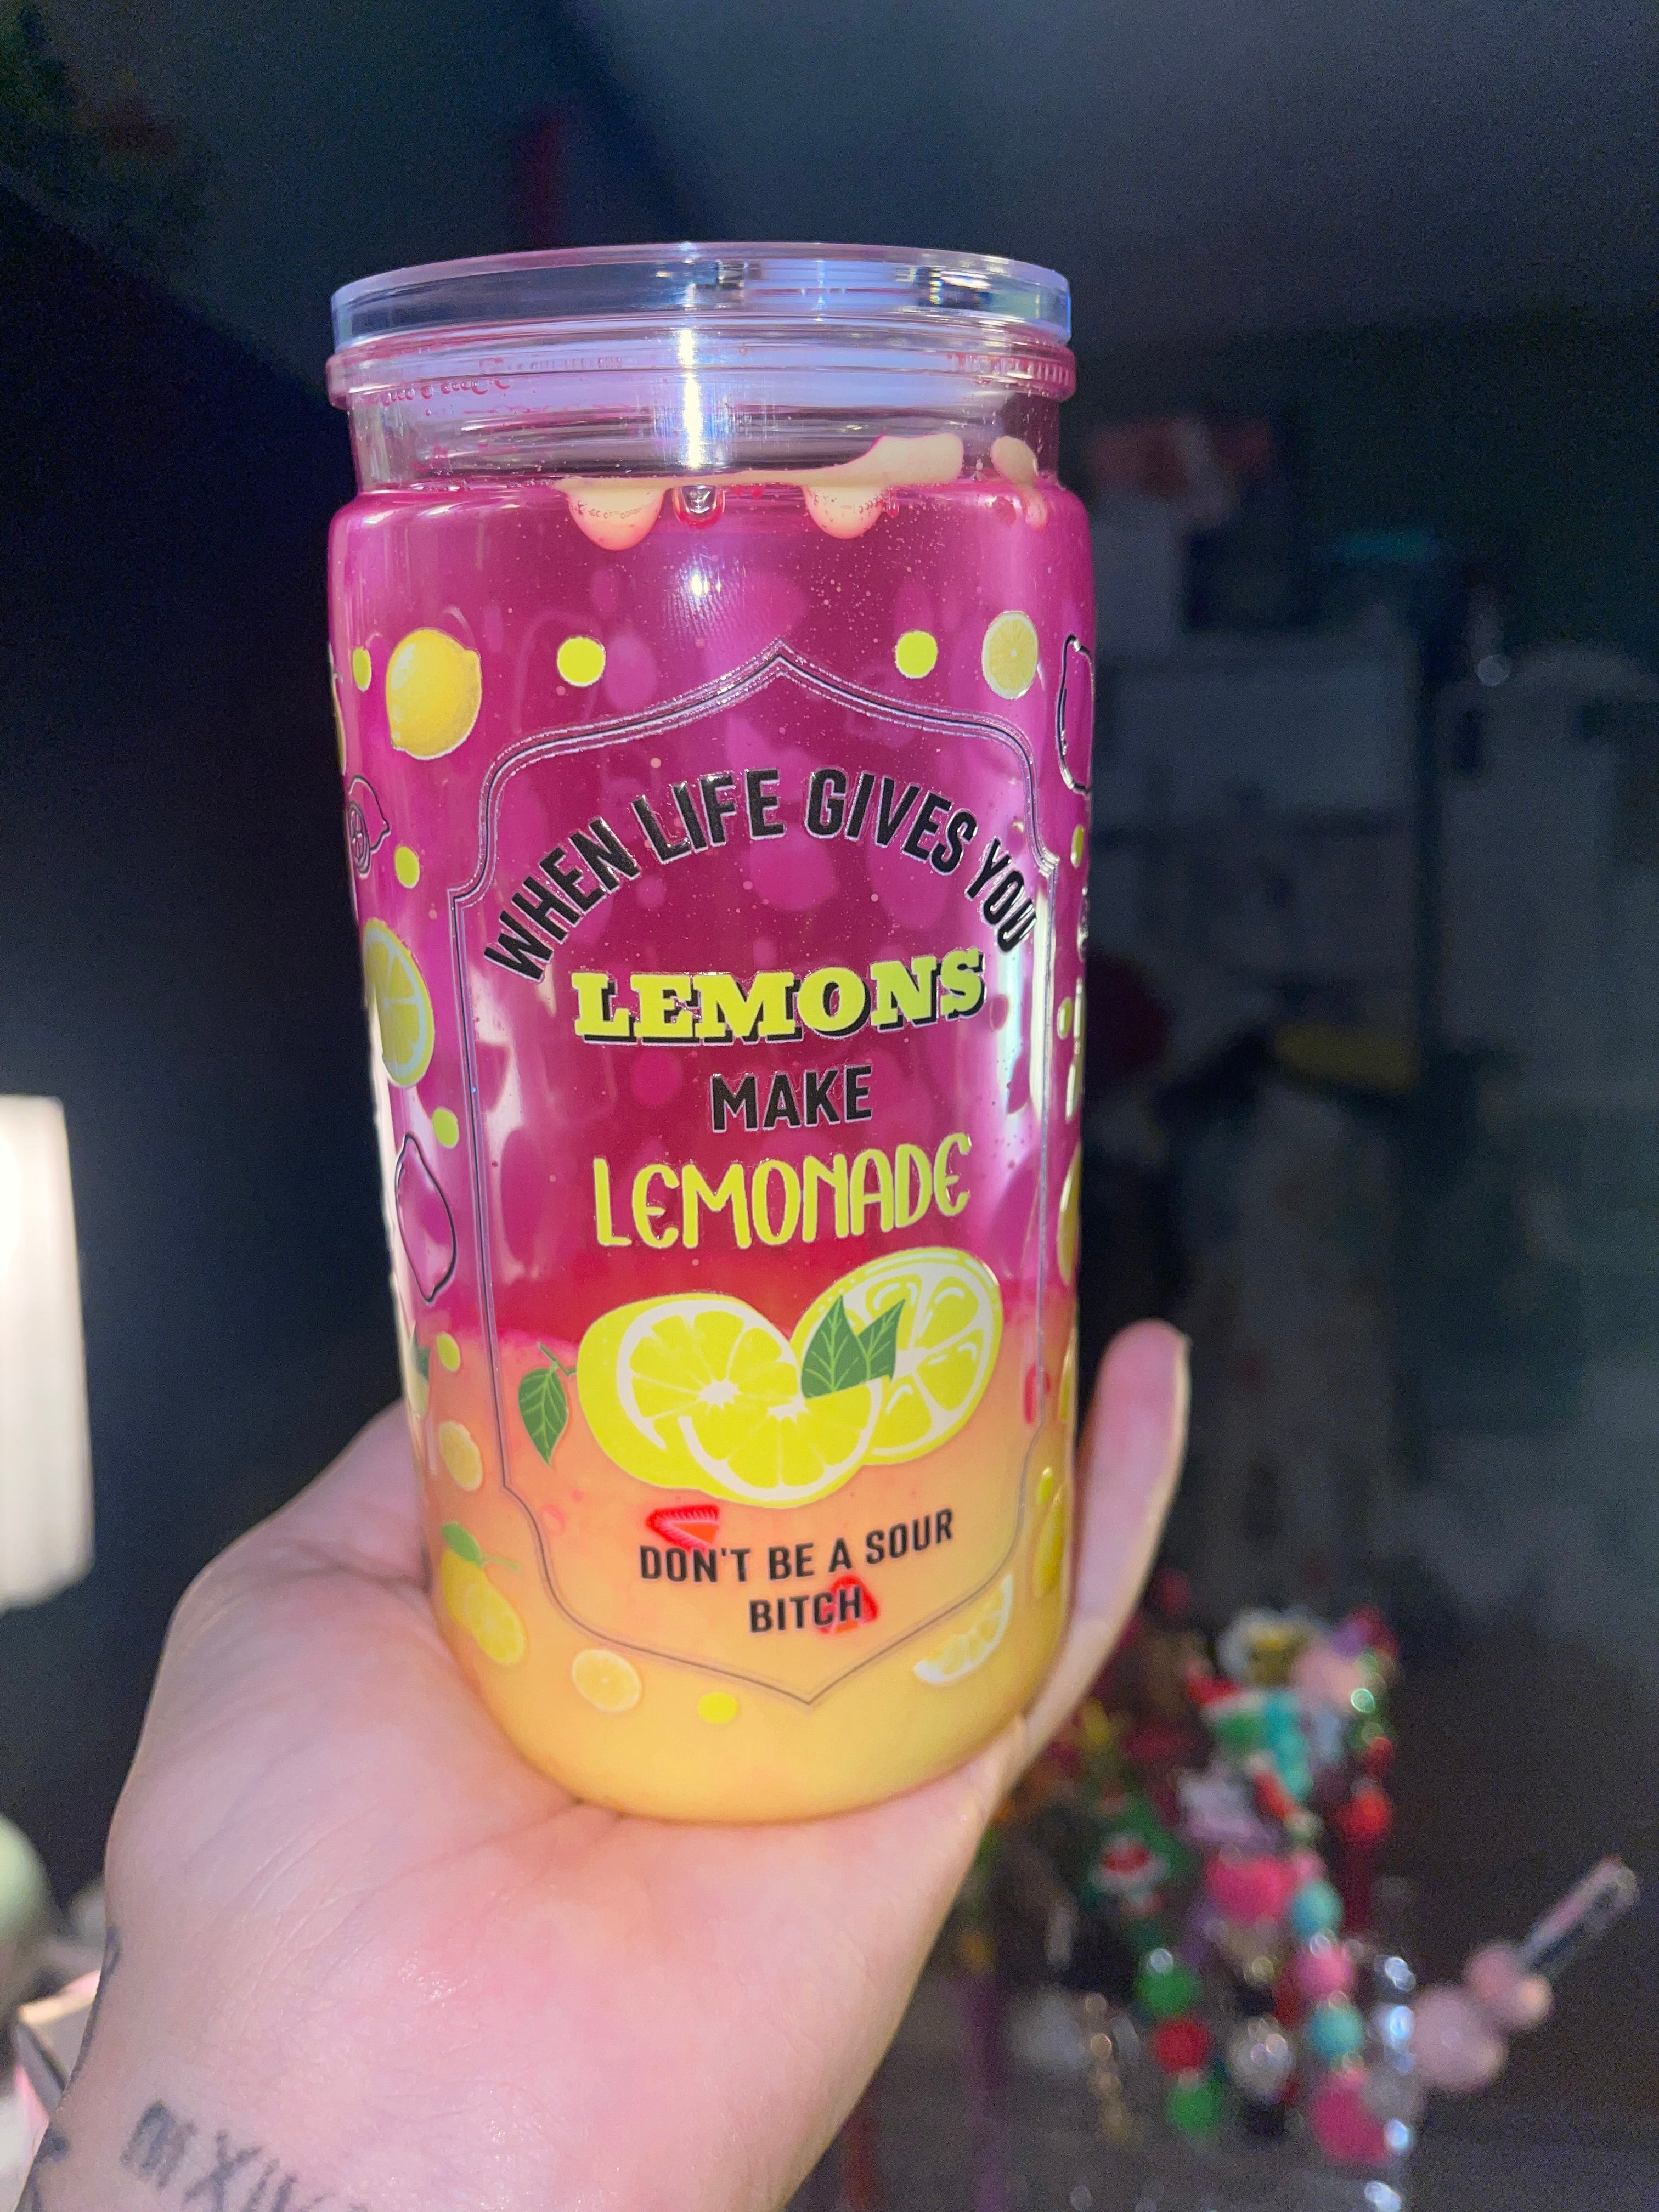 WHEN LIFE GIVES YOU
LEMONS
MAKE
LEMONADE
DON'T BE A SOUR
BITCH